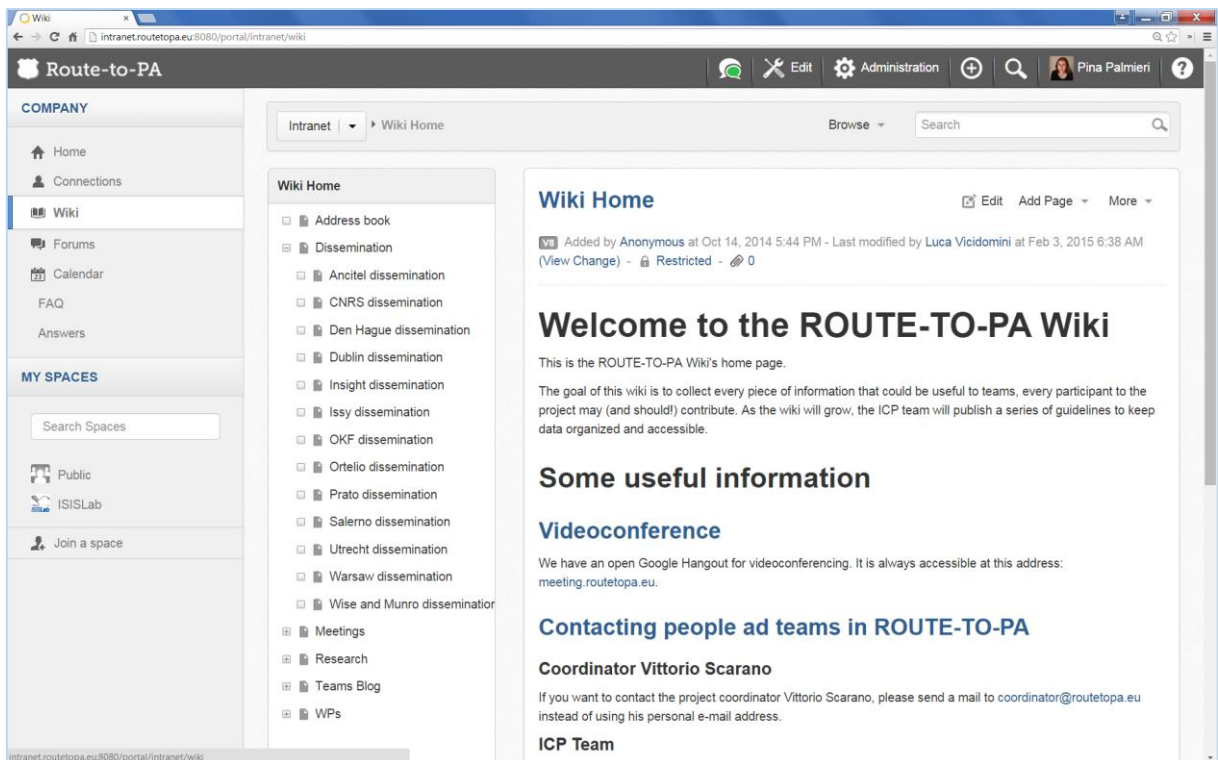 Wiki
intranet.routetopa.eu:8080/portal/intranet/wiki
Route-to-PA
Edit
Administration
Pina Palmieri
?
COMPANY
Home
Connections
Wiki
Forums
Calendar
FAQ
Answers
MY SPACES
Search Spaces
Public
ISISLab
Join a space
Intranet
Wiki Home
Browse
Search
Wiki Home
Address book
Dissemination
Ancitel dissemination
CNRS dissemination
Den Hague dissemination
Dublin dissemination
Insight dissemination
Issy dissemination
OKF dissemination
Ortelio dissemination
Prato dissemination
Salerno dissemination
Utrecht dissemination
Warsaw dissemination
Wise and Munro dissemination
Meetings
Research
Teams Blog
WPs
Wiki Home
Edit Add Page More
V8 Added by Anonymous at Oct 14, 2014 5:44 PM - Last modified by Luca Vicidomini at Feb 3, 2015 6:38 AM
(View Change) - Restricted - 0
Welcome to the ROUTE-TO-PA Wiki
This is the ROUTE-TO-PA Wiki's home page.
The goal of this wiki is to collect every piece of information that could be useful to teams, every participant to the
project may (and should!) contribute. As the wiki will grow, the ICP team will publish a series of guidelines to keep
data organized and accessible.
Some useful information
Videoconference
We have an open Google Hangout for videoconferencing. It is always accessible at this address:
meeting.routetopa.eu.
Contacting people ad teams in ROUTE-TO-PA
Coordinator Vittorio Scarano
If you want to contact the project coordinator Vittorio Scarano, please send a mail to coordinator@routetopa.eu
instead of using his personal e-mail address.
ICP Team
intranet.routetopa.eu:8080/portal/intranet/wiki